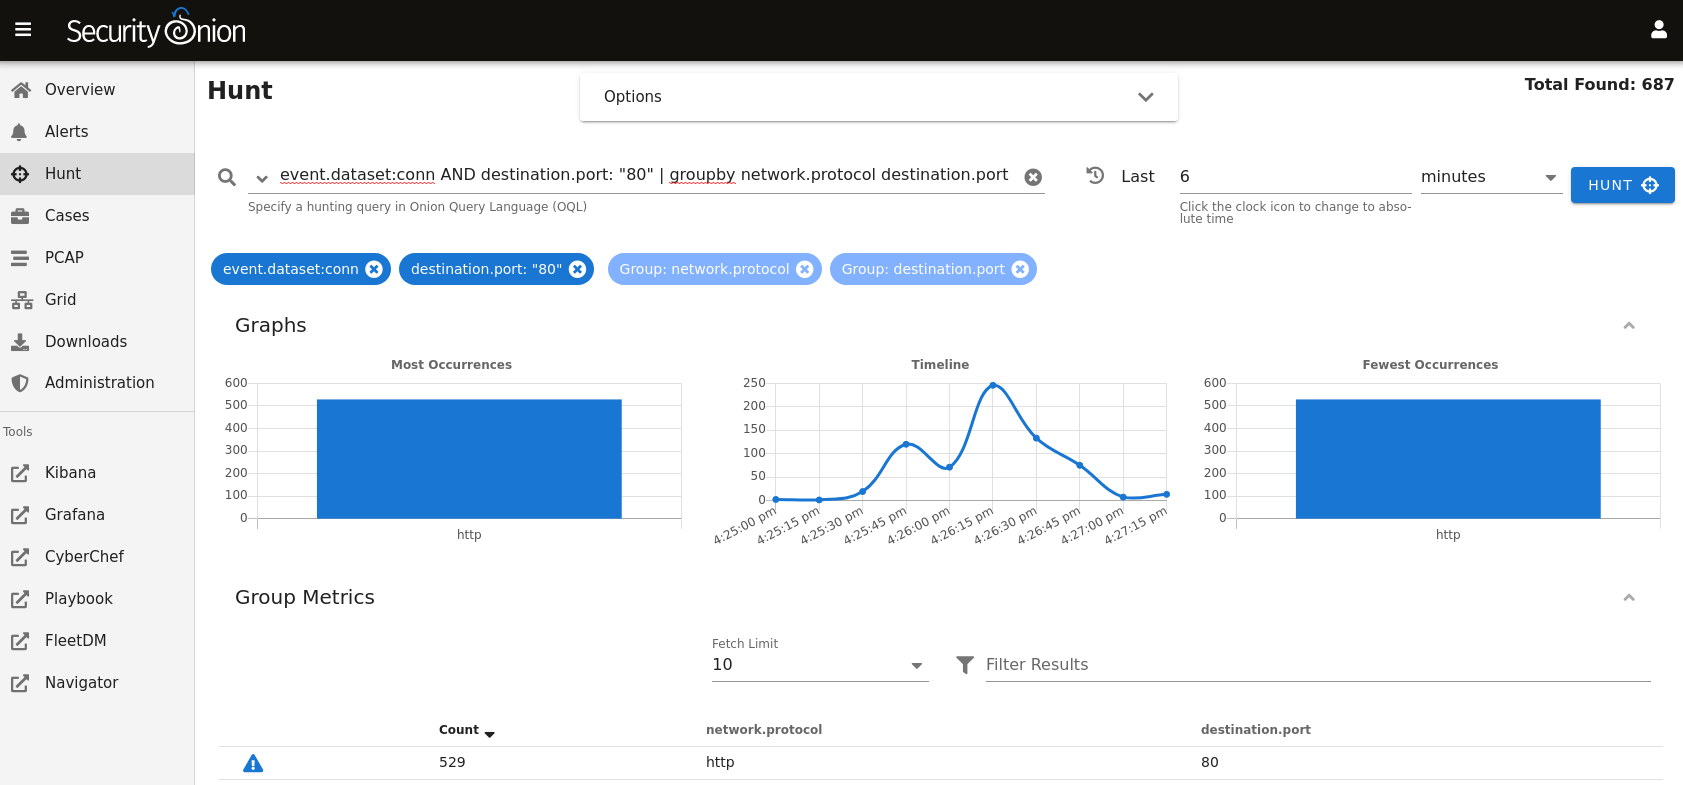 Security Onion
Overview
Alerts
Hunt
Cases
PCAP
Grid
Downloads
Administration
Tools
Kibana
Grafana
CyberChef
Playbook
FleetDM
Navigator
Hunt
Options
Total Found: 687
event.dataset:conn AND destination.port: "80" | groupby network.protocol destination.port
Specify a hunting query in Onion Query Language (OQL)
Last
6
minutes
HUNT
Click the clock icon to change to abso-
lute time
event.dataset:conn
destination.port: "80"
Group: network.protocol
Group: destination.port
Graphs
Most Occurrences
600
500
400
300
200
100
0
http
Timeline
250
200
150
100
50
0
4:25:00 pm
4:25:15 pm
4:25:30 pm
4:25:45 pm
4:26:00 pm
4:26:15 pm
4:26:30 pm
4:26:45 pm
4:27:00 pm
4:27:15 pm
Fewest Occurrences
600
500
400
300
200
100
0
http
Group Metrics
Fetch Limit
10
Filter Results
Count network.protocol destination.port
529 http 80